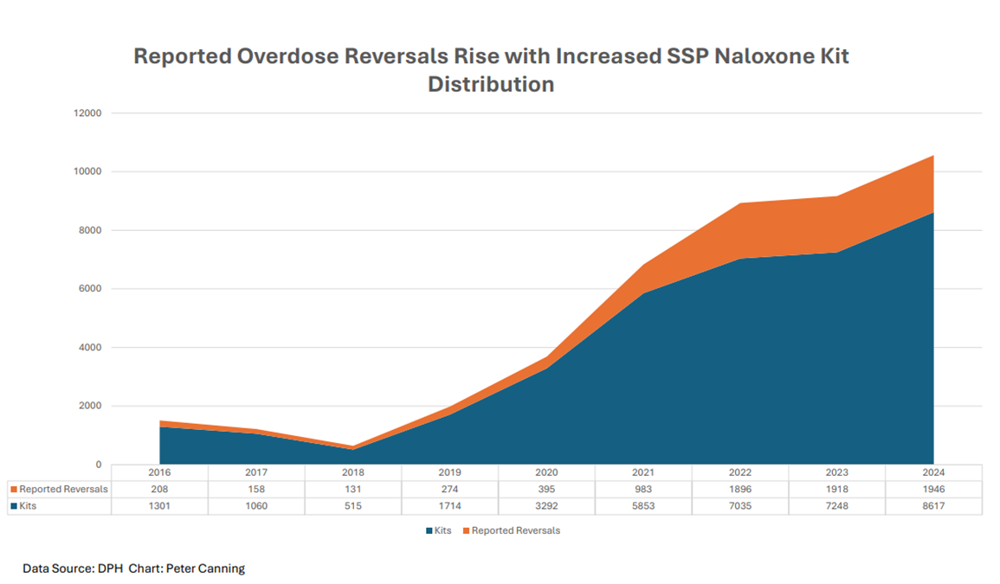 Reported Overdose Reversals Rise with Increased SSP Naloxone Kit
Distribution
12000
10000
8000
6000
4000
2000
0
2016 2017 2018 2019 2020 2021 2022 2023 2024
Reported Reversals 208 158 131 274 395 983 1896 1918 1946
Kits 1301 1060 515 1714 3292 5853 7035 7248 8617
Kits Reported Reversals
Data Source: DPH Chart: Peter Canning